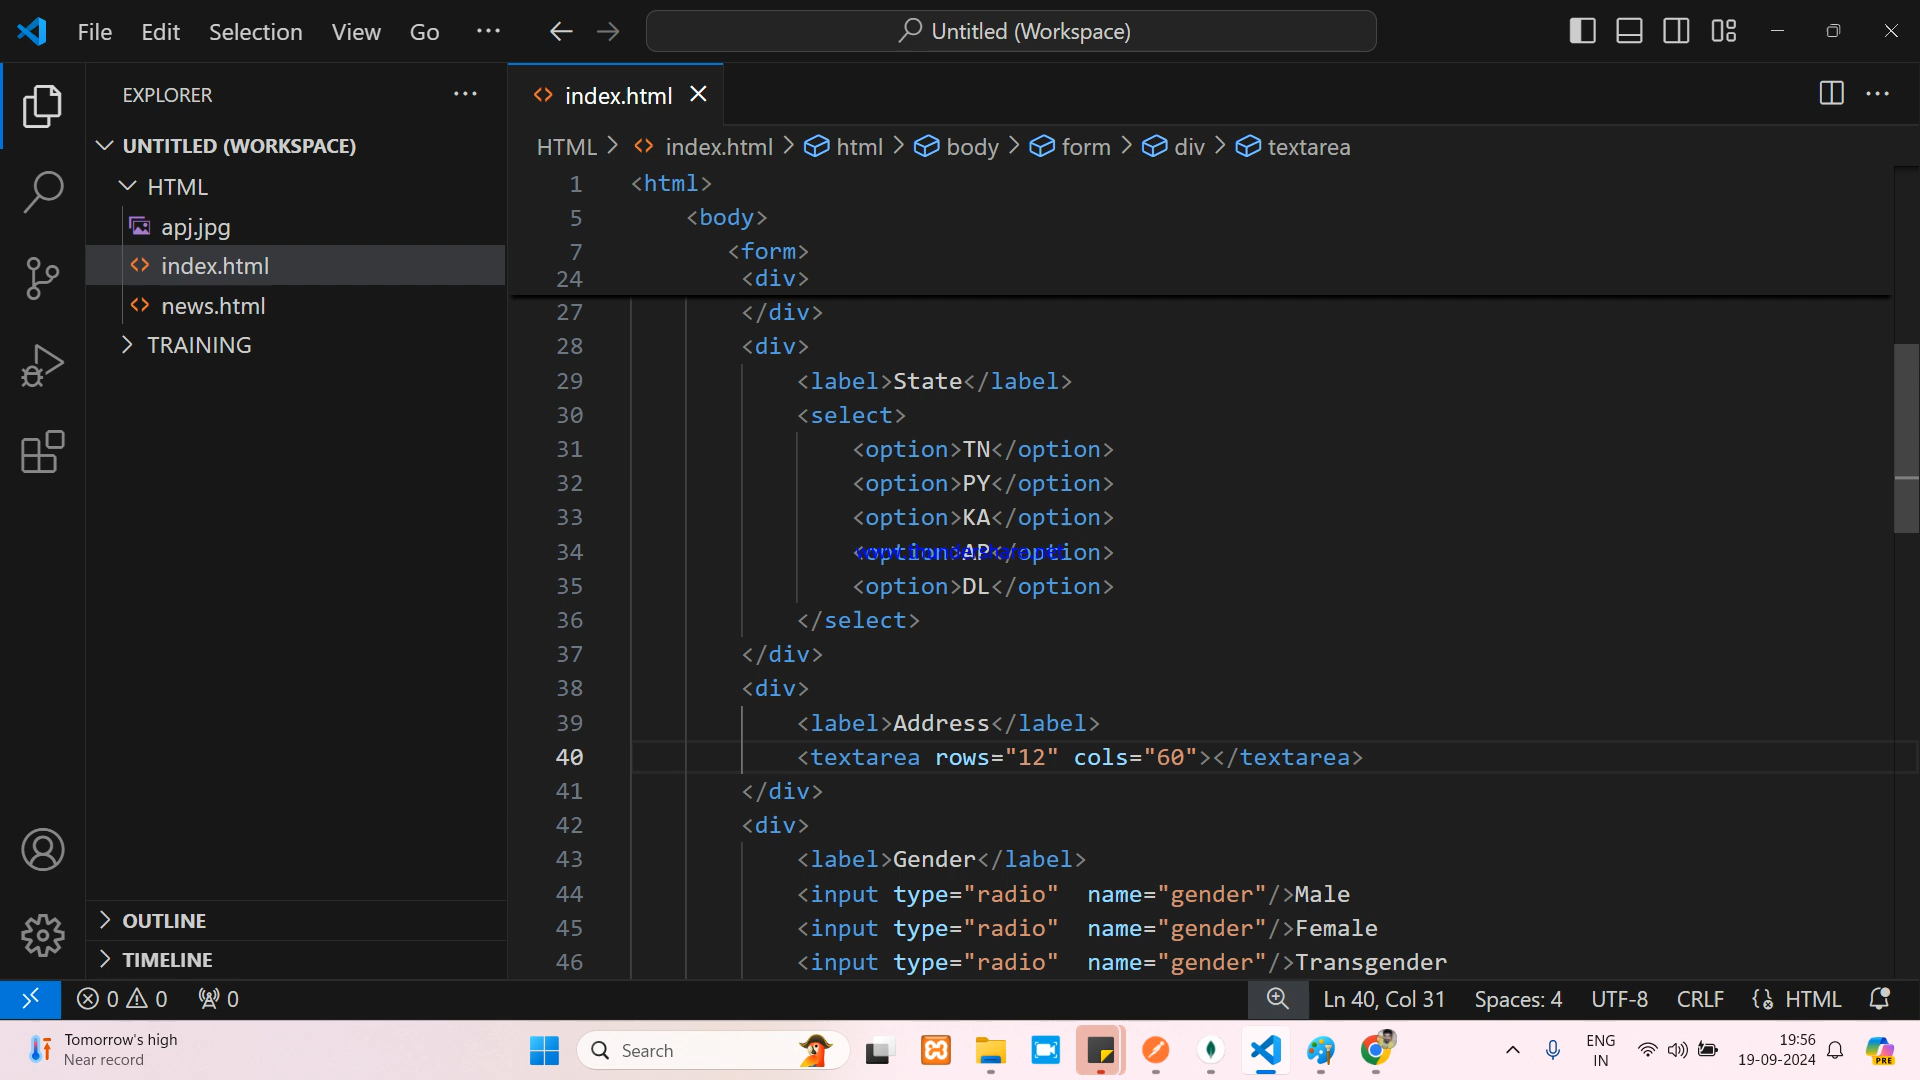 File Edit Selection View Go ··· Untitled (Workspace)
EXPLORER ···
UNTITLED (WORKSPACE)
HTML
apj.jpg
index.html
news.html
TRAINING
OUTLINE
TIMELINE
index.html
HTML > index.html > html > body > form > div > textarea
1 <html>
5 <body>
7 <form>
24 <div>
27 </div>
28 <div>
29 <label>State</label>
30 <select>
31 <option>TN</option>
32 <option>PY</option>
33 <option>KA</option>
34 <option>AP</option>
www.thundershare.net
35 <option>DL</option>
36 </select>
37 </div>
38 <div>
39 <label>Address</label>
40 <textarea rows="12" cols="60"></textarea>
41 </div>
42 <div>
43 <label>Gender</label>
44 <input type="radio"  name="gender"/>Male
45 <input type="radio"  name="gender"/>Female
46 <input type="radio"  name="gender"/>Transgender
0 0 0 Ln 40, Col 31 Spaces: 4 UTF-8 CRLF HTML
Tomorrow's high
Near record
Search
PRE
ENG
IN
19:56
19-09-2024